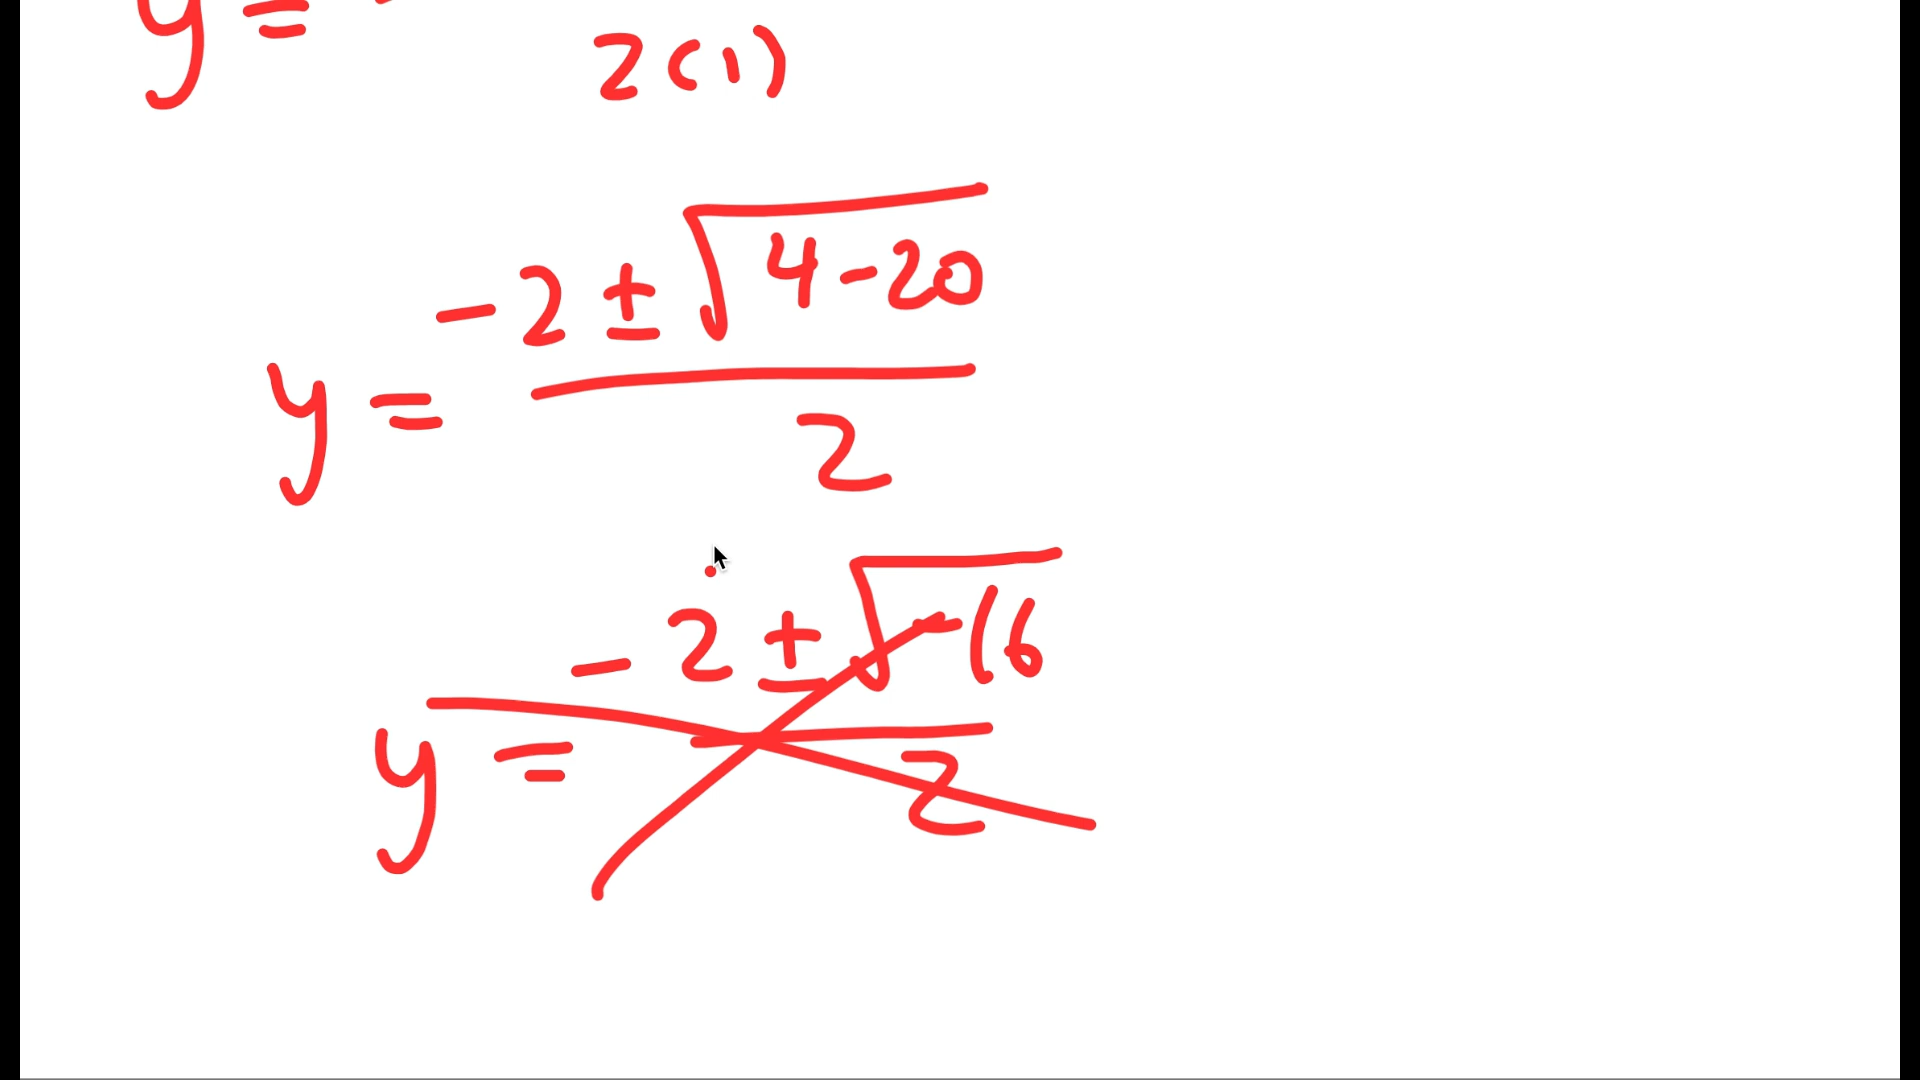 y =
2(1)
y = -2 ± √4-20 / 2
y = -2 ± √-16 / 2